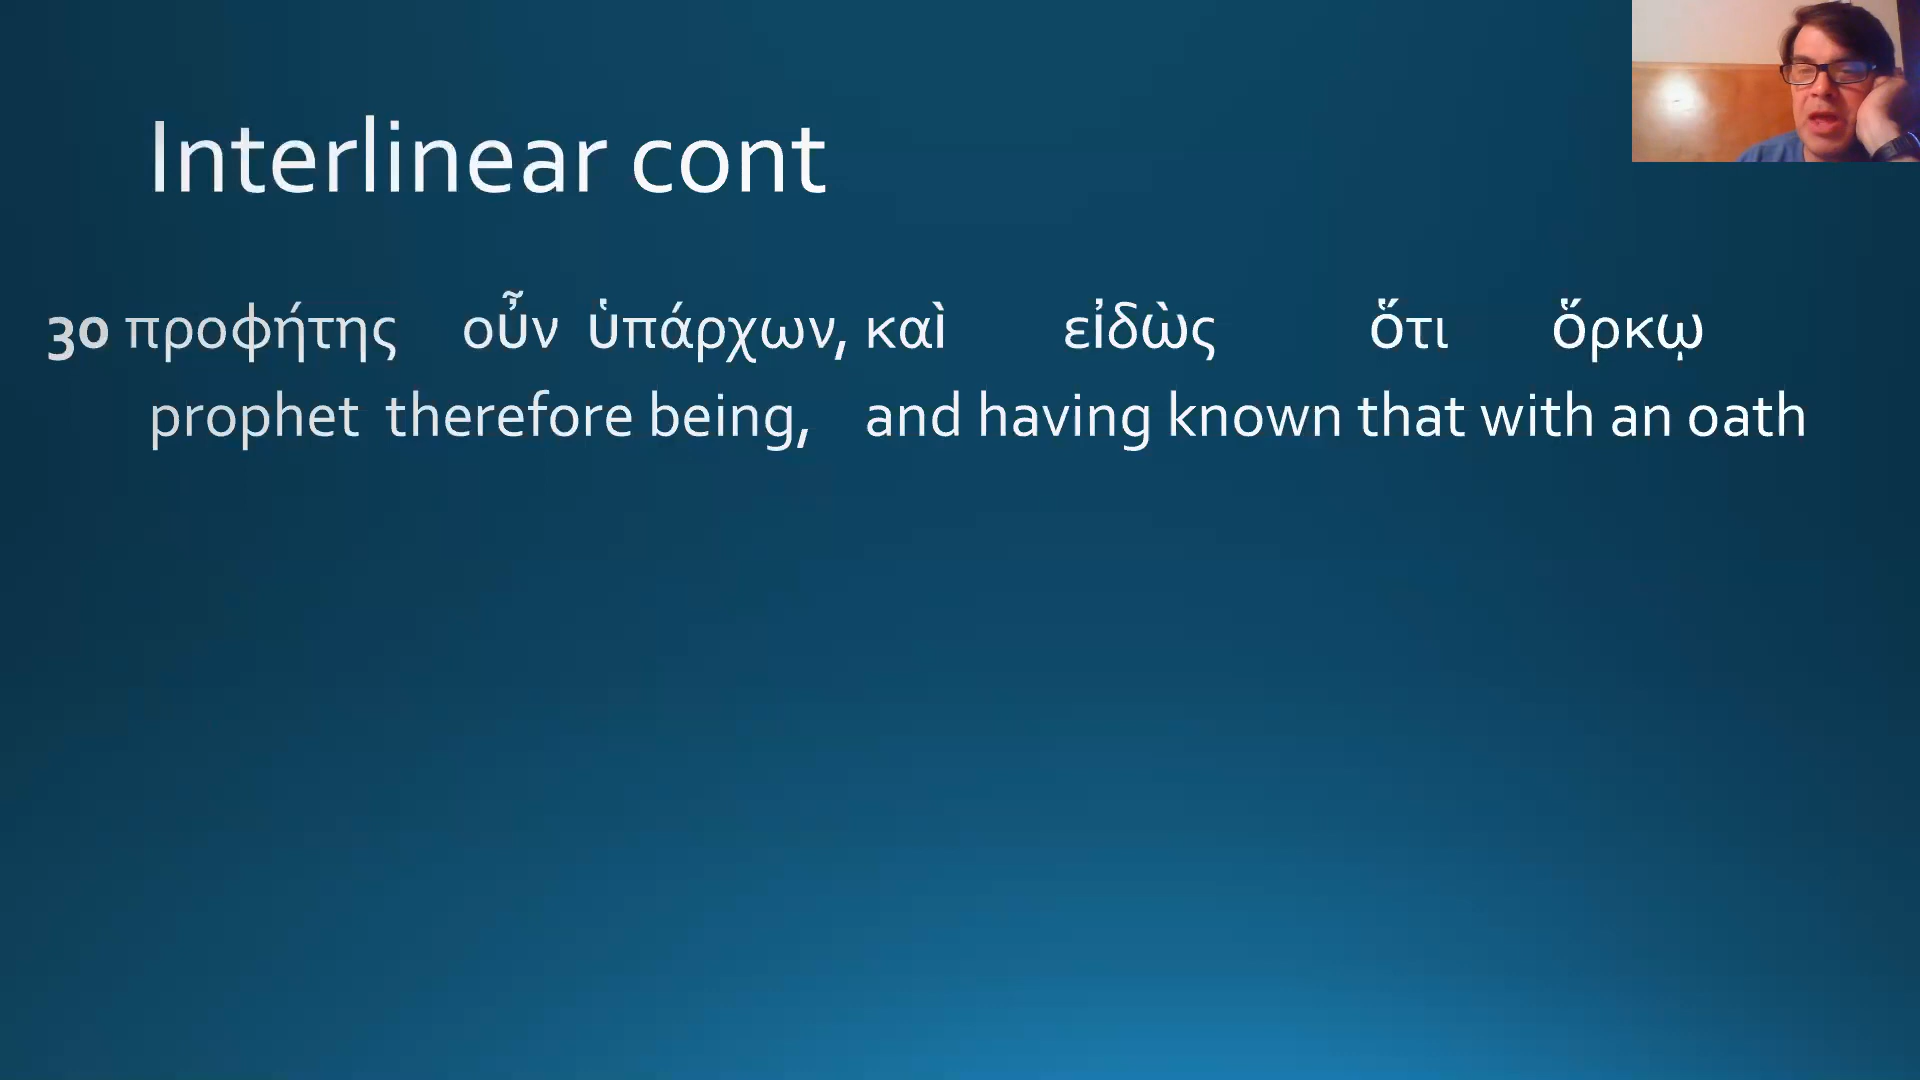 Interlinear cont
30 προφήτης οὖν ὑπάρχων, καὶ εἰδὼς ὅτι ὅρκῳ
prophet therefore being, and having known that with an oath